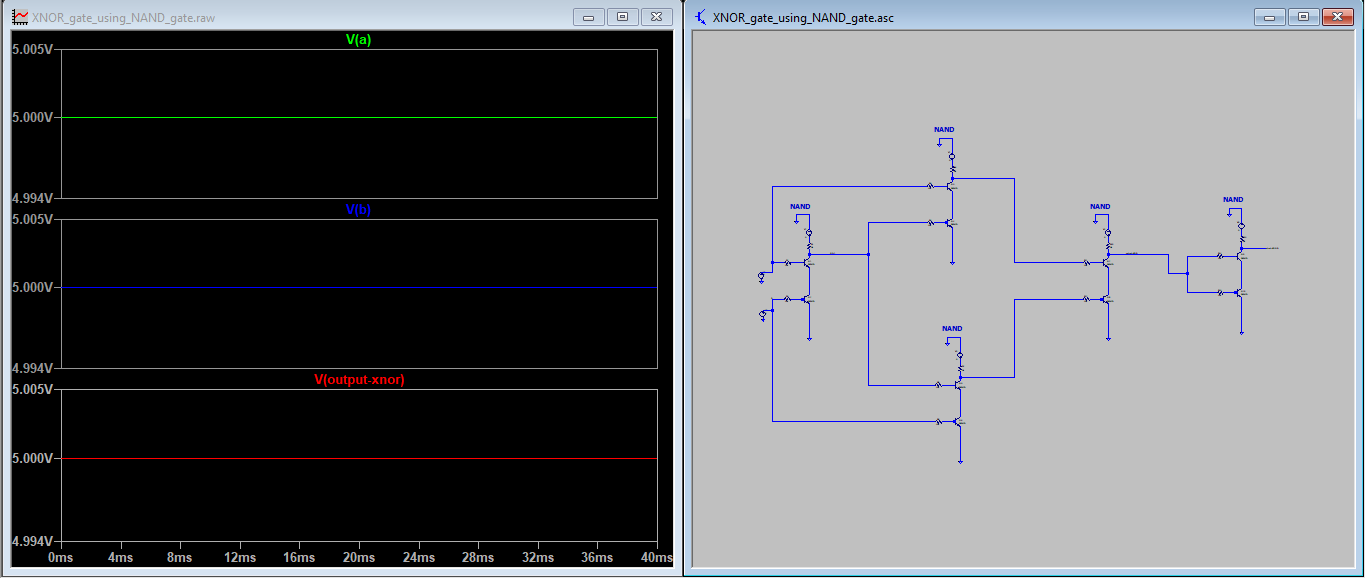 XNOR_gate_using_NAND_gate.raw
V(a)
5.005V
5.000V
4.994V
V(b)
5.005V
5.000V
4.994V
V(output-xnor)
5.005V
5.000V
4.994V
0ms 4ms 8ms 12ms 16ms 20ms 24ms 28ms 32ms 36ms 40ms
XNOR_gate_using_NAND_gate.asc
NAND
NAND
NAND
NAND
NAND